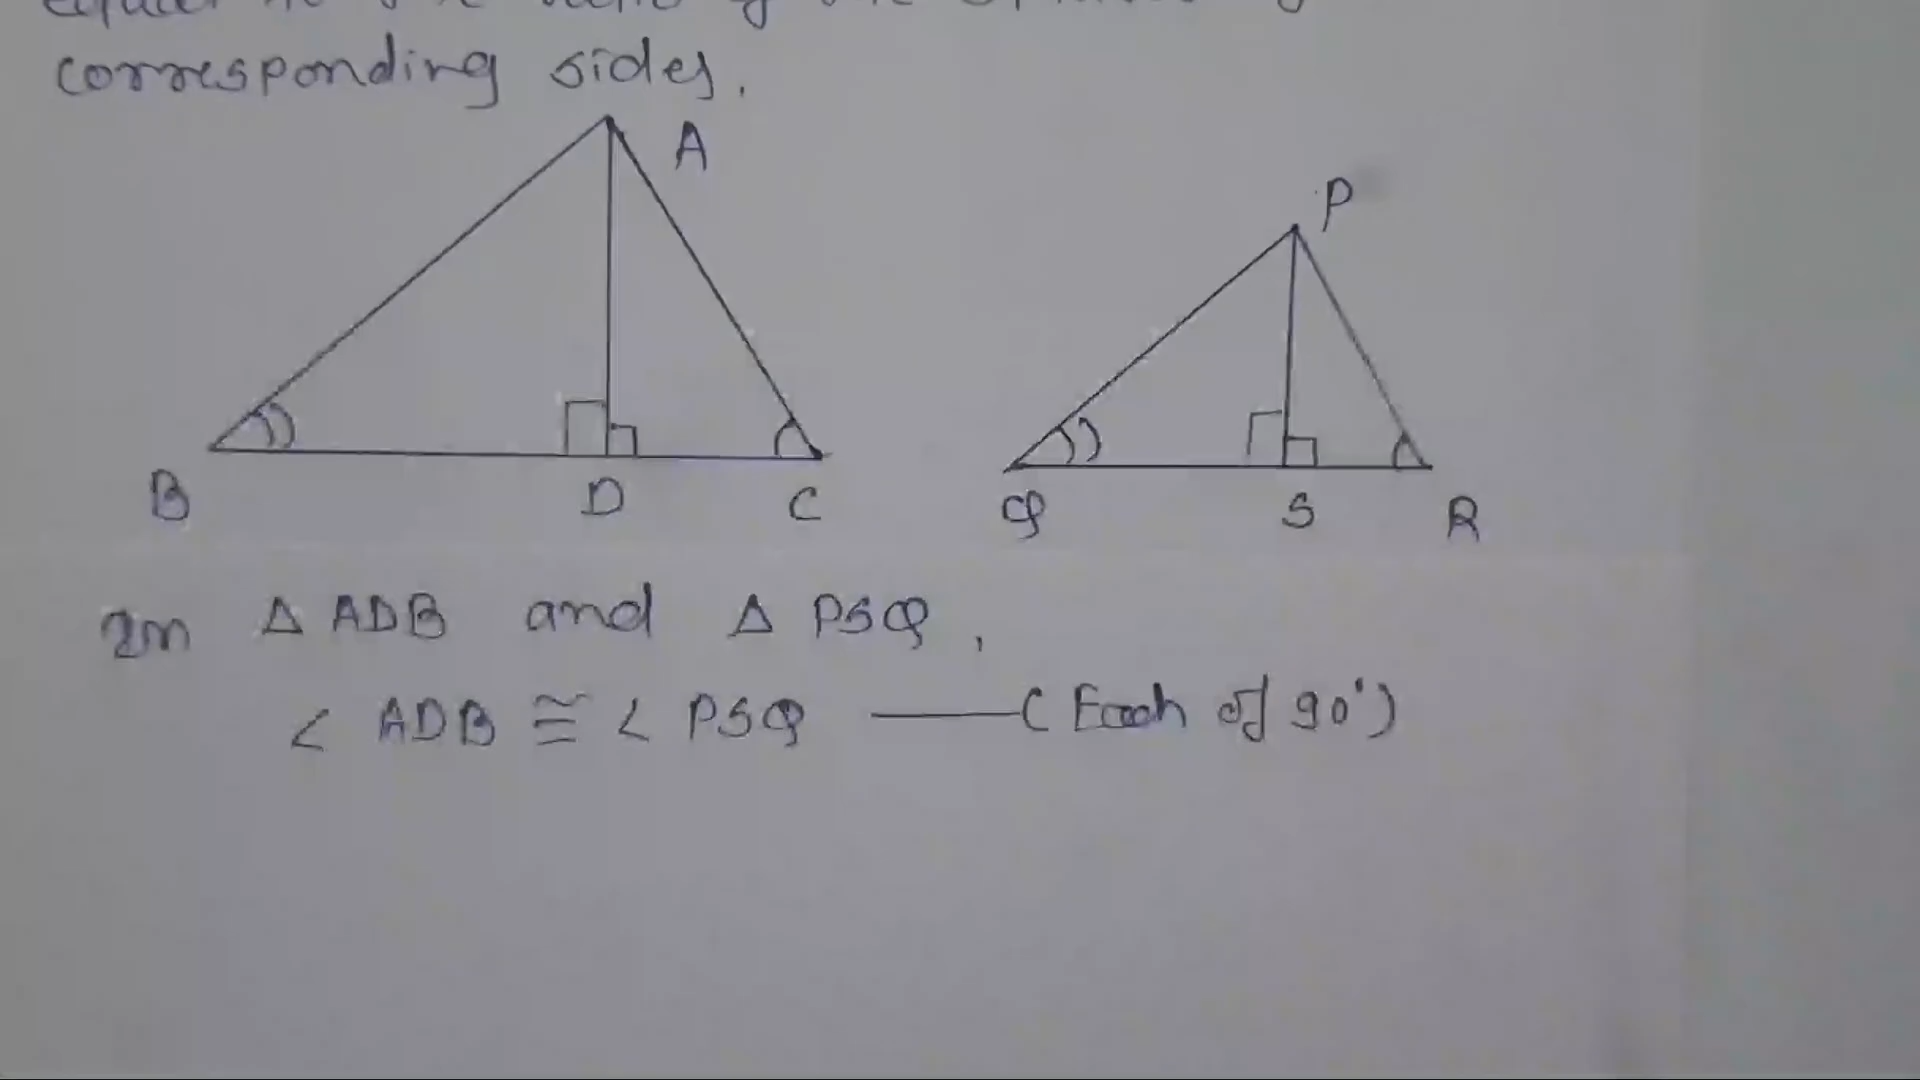 corresponding sides.
A
P
B D C
Q S R
In Δ ADB and Δ PSQ,
< ADB ≅ < PSQ —— (Each of 90°)